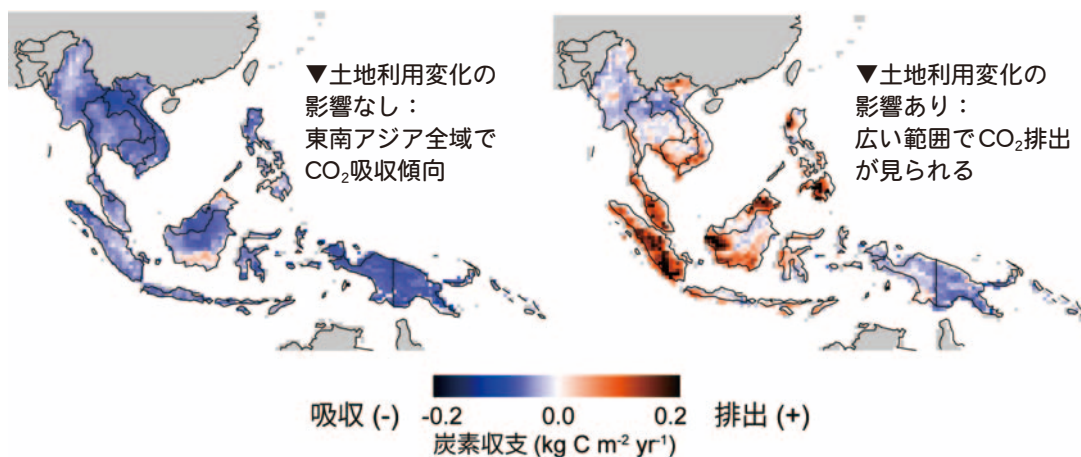 ▼土地利用変化の
影響なし：
東南アジア全域で
CO₂吸収傾向
▼土地利用変化の
影響あり：
広い範囲でCO₂排出
が見られる
吸収 (-) -0.2 0.0 0.2 排出 (+)
炭素収支 (kg C m⁻² yr⁻¹)